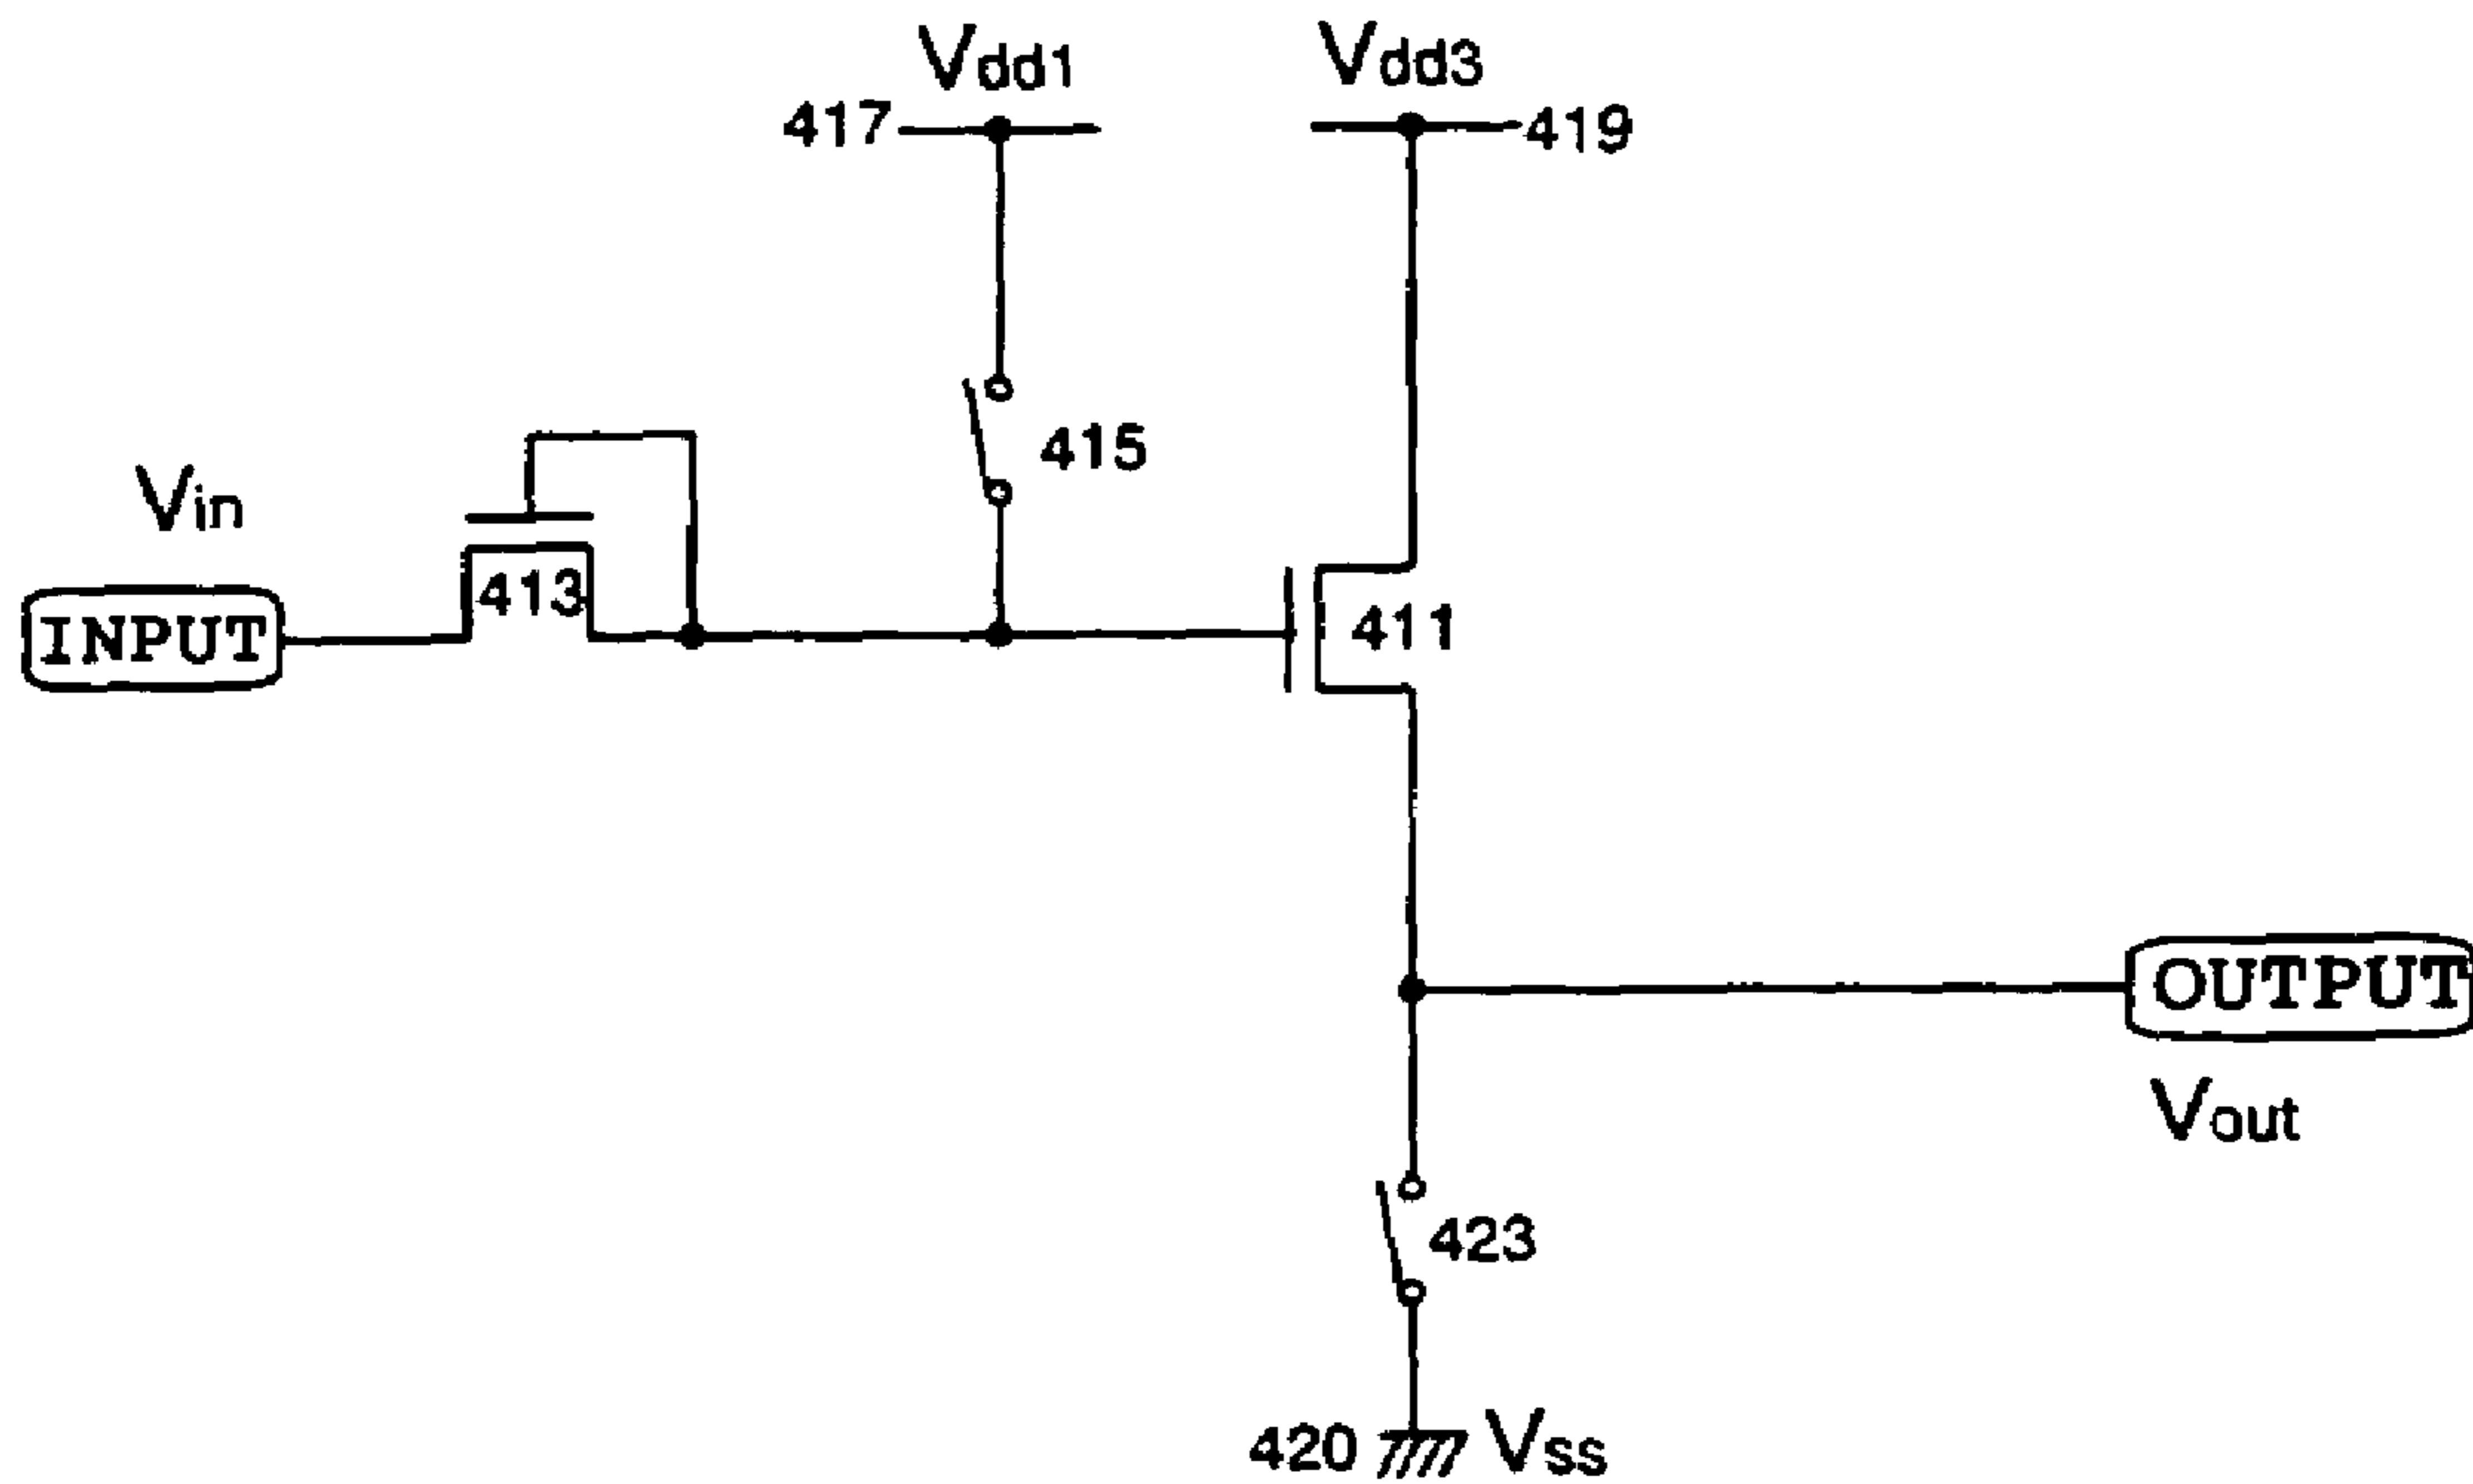 Vdd1
Vdd3
417
419
415
Vin
413
INPUT
411
OUTPUT
Vout
423
420
Vss